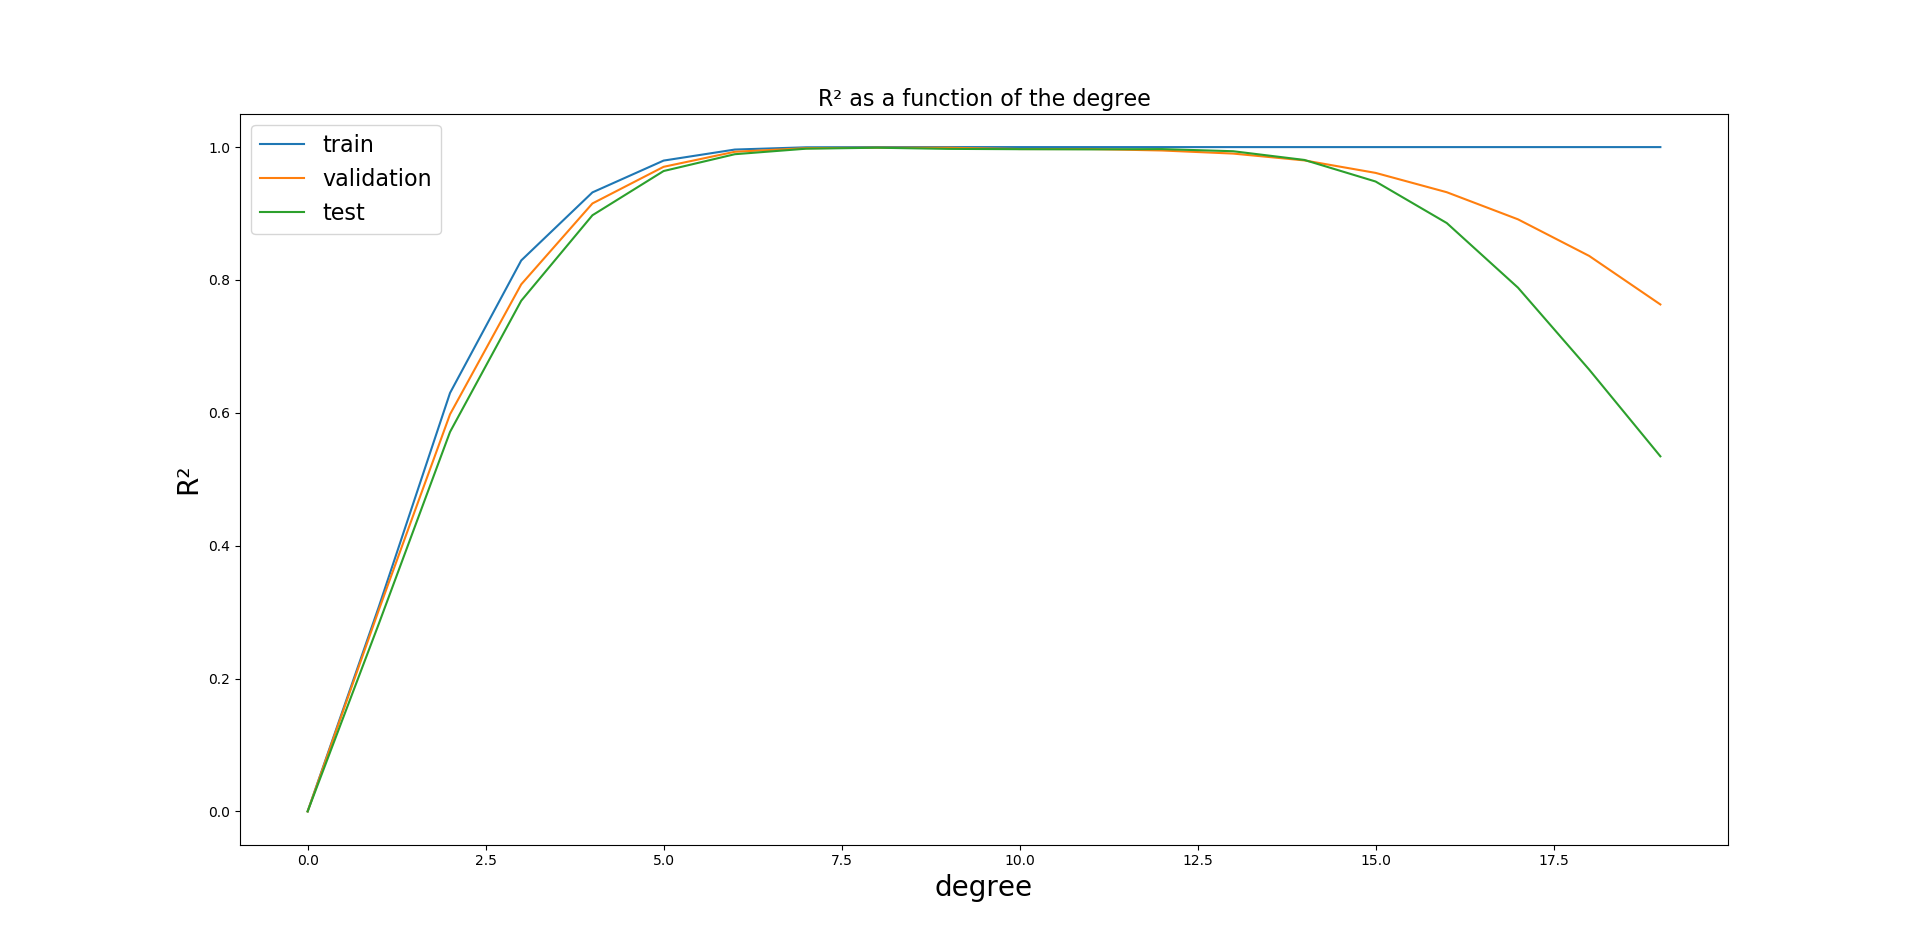 R² as a function of the degree
train
validation
test
R²
1.0
0.8
0.6
0.4
0.2
0.0
0.0 2.5 5.0 7.5 10.0 12.5 15.0 17.5
degree